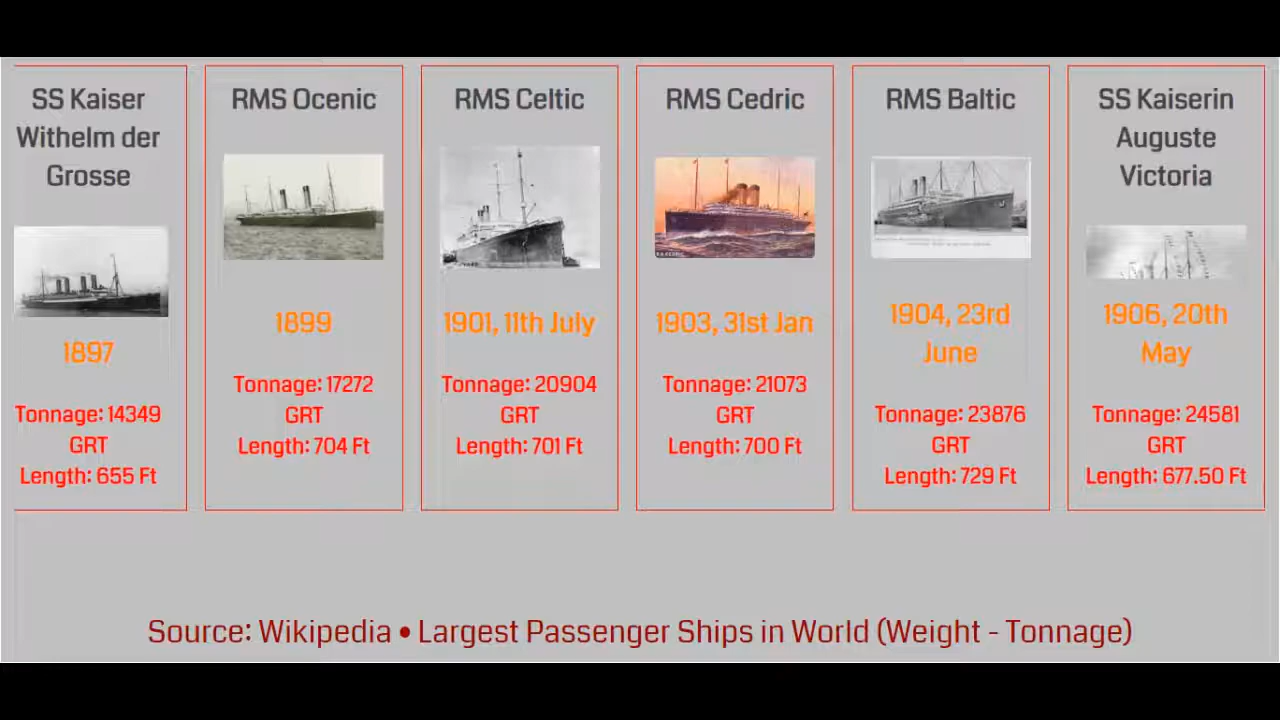 SS Kaiser
Withelm der
Grosse
1897
Tonnage: 14349
GRT
Length: 655 Ft
RMS Ocenic
1899
Tonnage: 17272
GRT
Length: 704 Ft
RMS Celtic
1901, 11th July
Tonnage: 20904
GRT
Length: 701 Ft
RMS Cedric
1903, 31st Jan
Tonnage: 21073
GRT
Length: 700 Ft
RMS Baltic
1904, 23rd
June
Tonnage: 23876
GRT
Length: 729 Ft
SS Kaiserin
Auguste
Victoria
1906, 20th
May
Tonnage: 24581
GRT
Length: 677.50 Ft
Source: Wikipedia • Largest Passenger Ships in World (Weight - Tonnage)